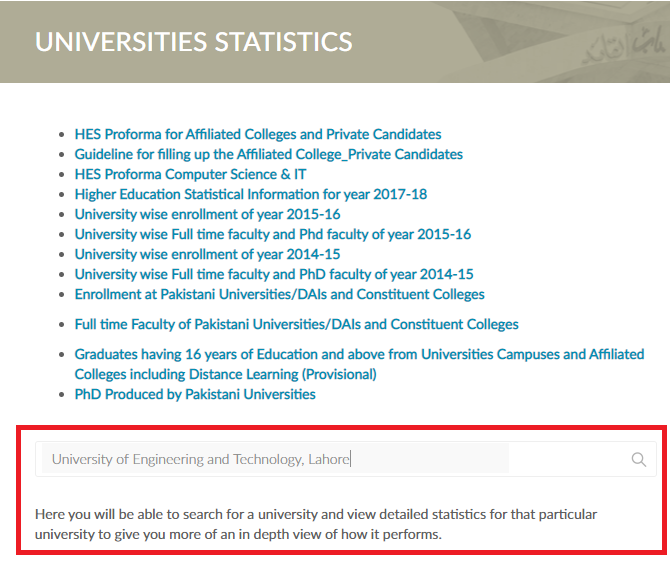 UNIVERSITIES STATISTICS
HES Proforma for Affiliated Colleges and Private Candidates
Guideline for filling up the Affiliated College_Private Candidates
HES Proforma Computer Science & IT
Higher Education Statistical Information for year 2017-18
University wise enrollment of year 2015-16
University wise Full time faculty and Phd faculty of year 2015-16
University wise enrollment of year 2014-15
University wise Full time faculty and PhD faculty of year 2014-15
Enrollment at Pakistani Universities/DAIs and Constituent Colleges
Full time Faculty of Pakistani Universities/DAIs and Constituent Colleges
Graduates having 16 years of Education and above from Universities Campuses and Affiliated
Colleges including Distance Learning (Provisional)
PhD Produced by Pakistani Universities
University of Engineering and Technology, Lahore
Here you will be able to search for a university and view detailed statistics for that particular
university to give you more of an in depth view of how it performs.